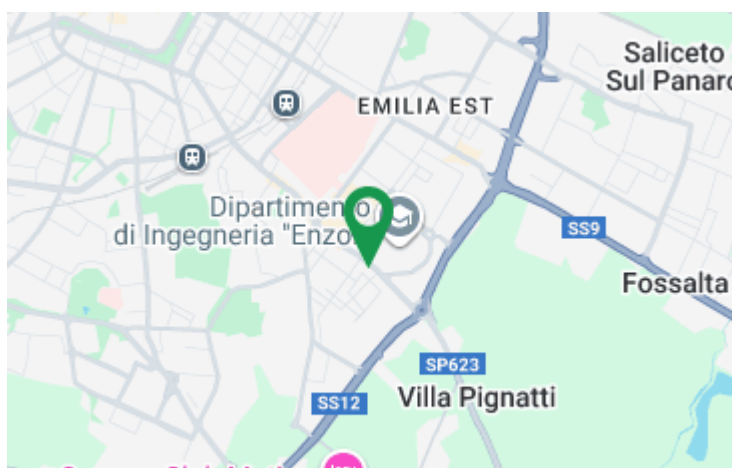 Saliceto
Sul Panaro
EMILIA EST
Dipartimento
di Ingegneria "Enzo
SS9
Fossalta
SP623
SS12
Villa Pignatti